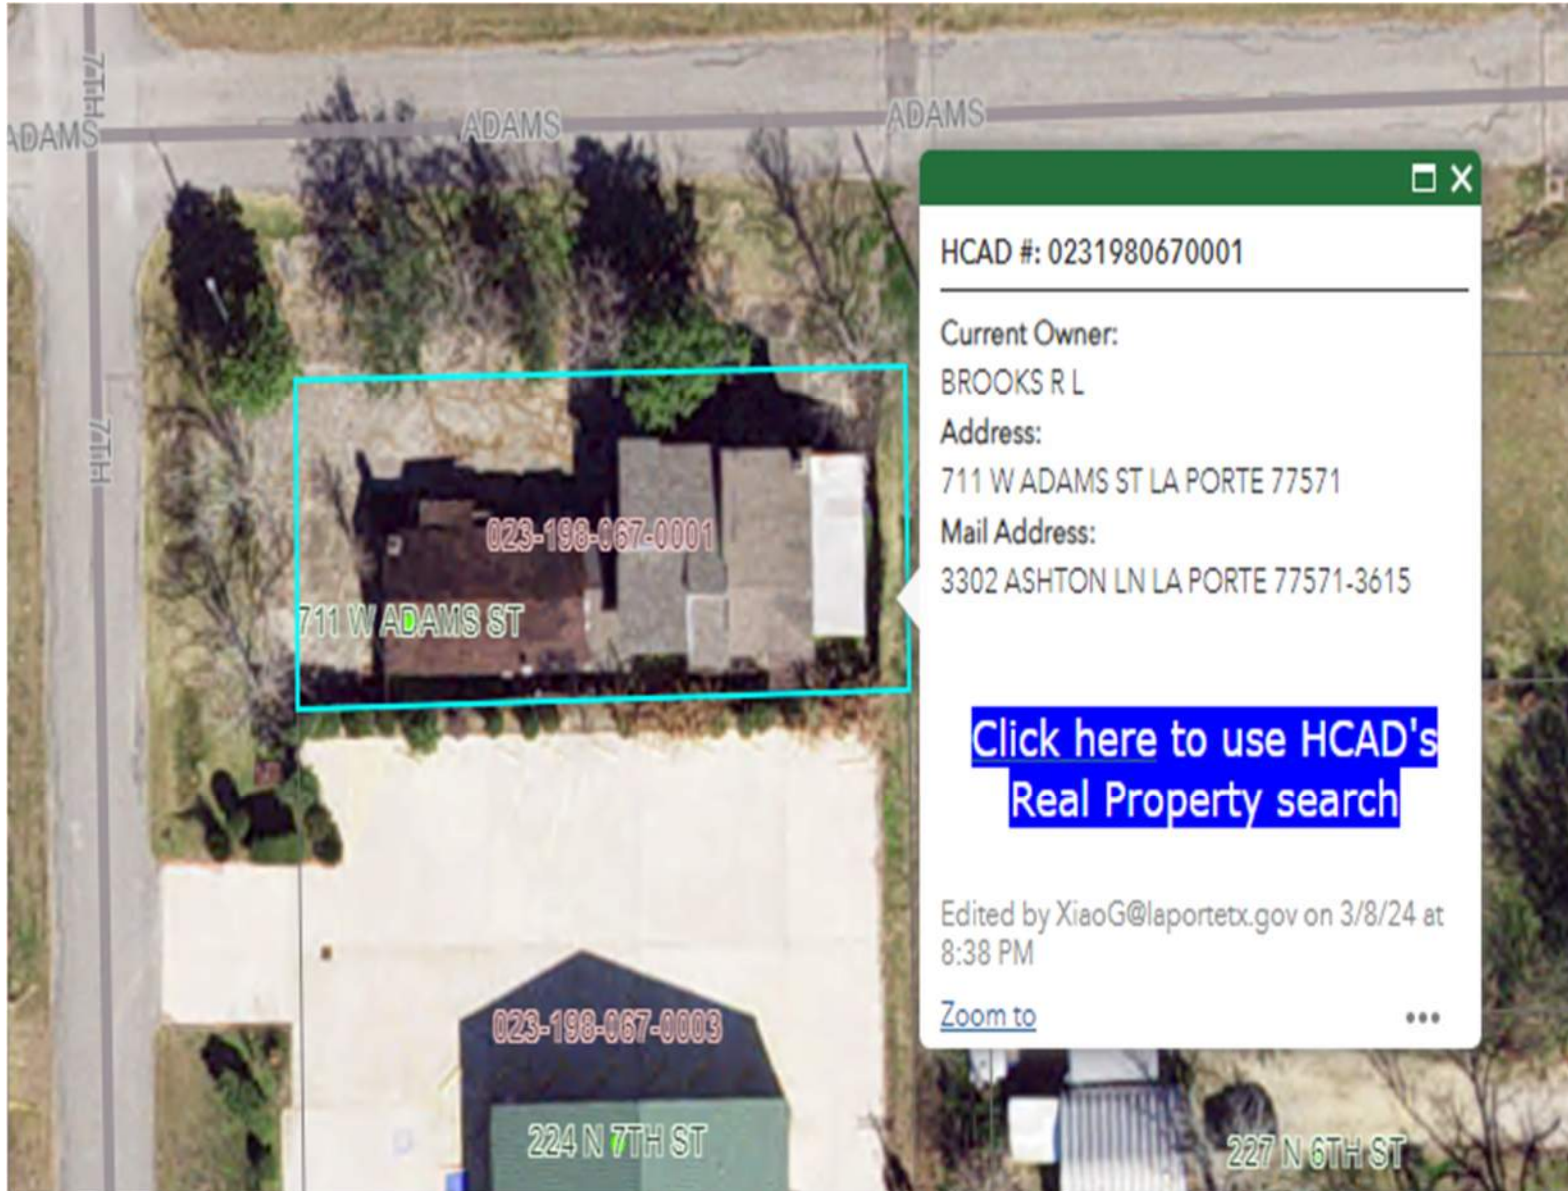 7TH
ADAMS
ADAMS
ADAMS
HCAD #: 0231980670001
Current Owner:
BROOKS R L
Address:
711 W ADAMS ST LA PORTE 77571
Mail Address:
3302 ASHTON LN LA PORTE 77571-3615
7TH
023-198-067-0001
711 W ADAMS ST
Click here to use HCAD's
Real Property search
Edited by XiaoG@laportetx.gov on 3/8/24 at
8:38 PM
Zoom to
023-198-067-0003
224 N 7TH ST
227 N 6TH ST